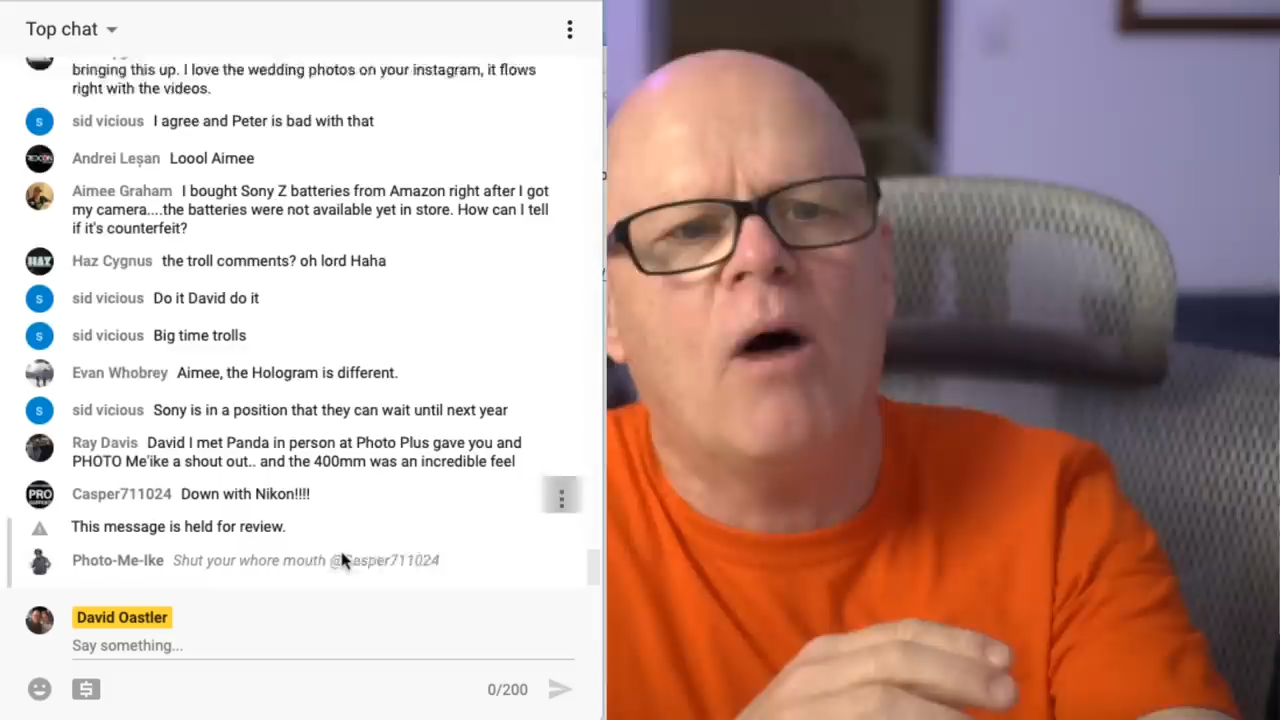 Top chat
bringing this up. I love the wedding photos on your instagram, it flows
right with the videos.
sid vicious I agree and Peter is bad with that
Andrei Leșan Loool Aimee
Aimee Graham I bought Sony Z batteries from Amazon right after I got
my camera....the batteries were not available yet in store. How can I tell
if it's counterfeit?
HAZ
Haz Cygnus the troll comments? oh lord Haha
S
sid vicious Do it David do it
S
sid vicious Big time trolls
Evan Whobrey Aimee, the Hologram is different.
S
sid vicious Sony is in a position that they can wait until next year
Ray Davis David I met Panda in person at Photo Plus gave you and
PHOTO Me'ike a shout out.. and the 400mm was an incredible feel
PRO
Casper711024 Down with Nikon!!!!
This message is held for review.
Photo-Me-Ike Shut your whore mouth @Casper711024
David Oastler
Say something...
0/200